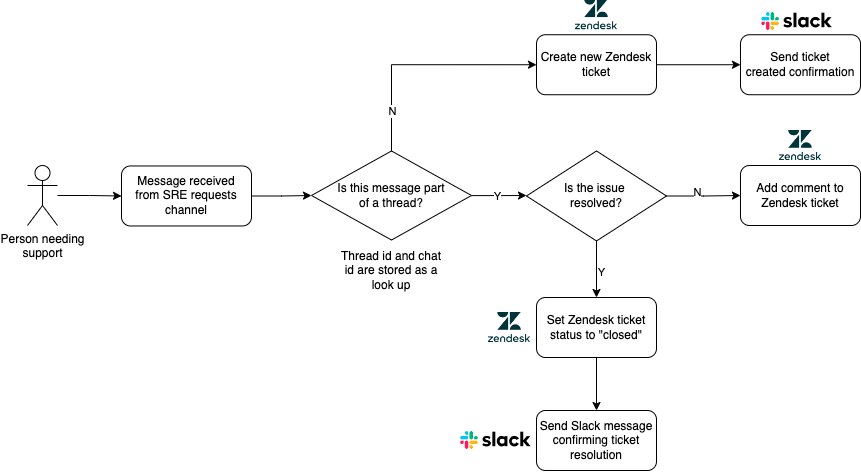 zendesk
slack
Create new Zendesk
ticket
Send ticket
created confirmation
N
zendesk
Person needing
support
Message received
from SRE requests
channel
Is this message part
of a thread?
Thread id and chat
id are stored as a
look up
Y
Is the issue
resolved?
N
Add comment to
Zendesk ticket
Y
zendesk
Set Zendesk ticket
status to "closed"
slack
Send Slack message
confirming ticket
resolution